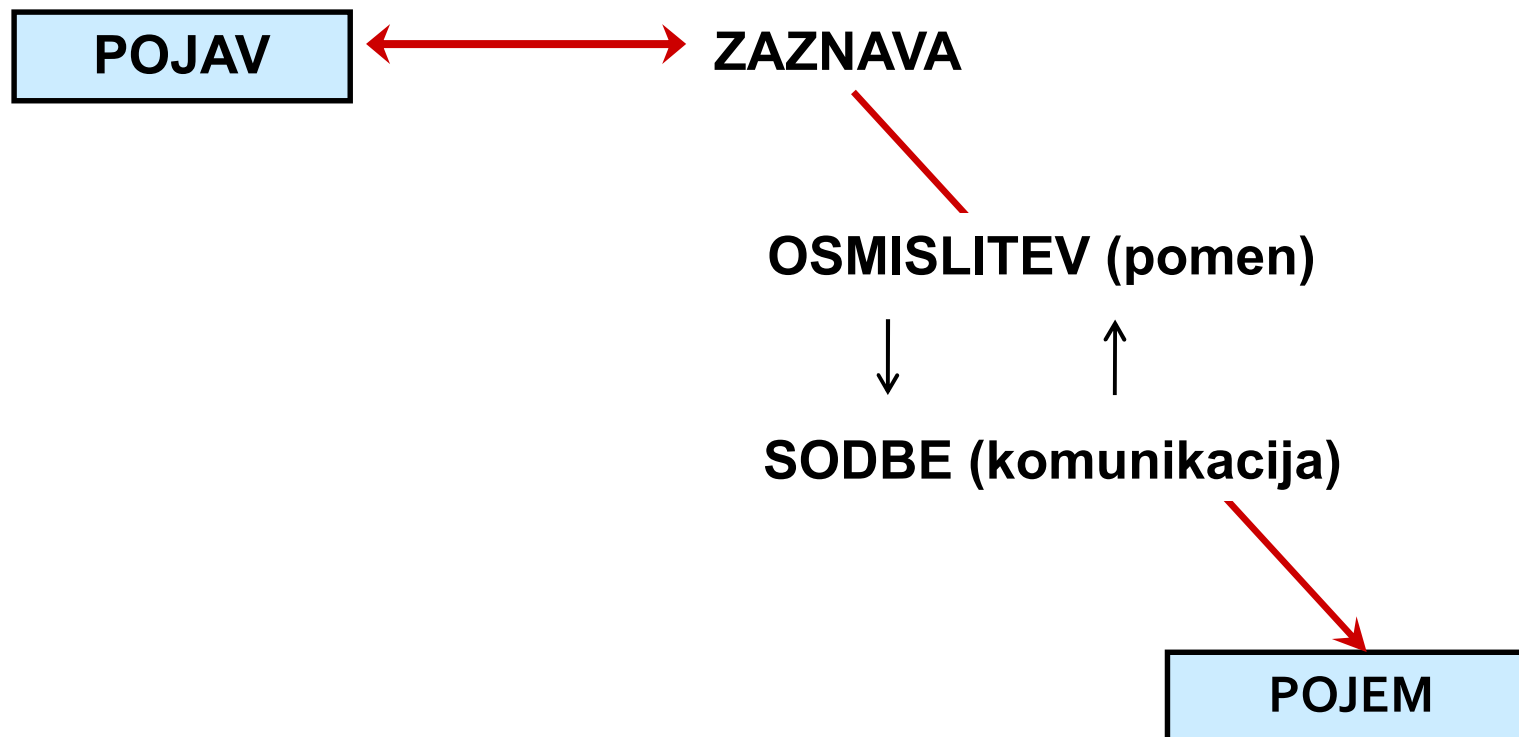 POJAV
ZAZNAVA
OSMISLITEV (pomen)
SODBE (komunikacija)
POJEM